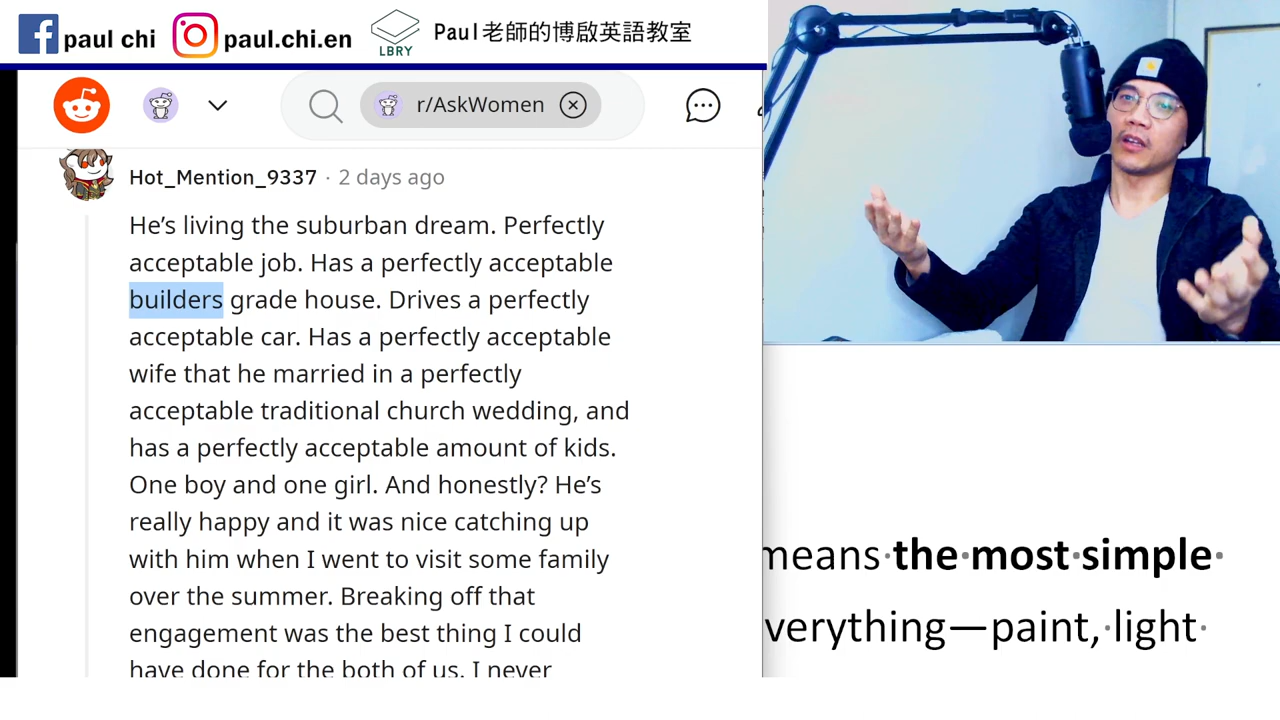 paul chi
paul.chi.en
LBRY
Paul老師的博啟英語教室
r/AskWomen
Hot_Mention_9337 · 2 days ago
He’s living the suburban dream. Perfectly
acceptable job. Has a perfectly acceptable
builders grade house. Drives a perfectly
acceptable car. Has a perfectly acceptable
wife that he married in a perfectly
acceptable traditional church wedding, and
has a perfectly acceptable amount of kids.
One boy and one girl. And honestly? He’s
really happy and it was nice catching up
with him when I went to visit some family
over the summer. Breaking off that
engagement was the best thing I could
have done for the both of us. I never
means the most simple
verything—paint, light